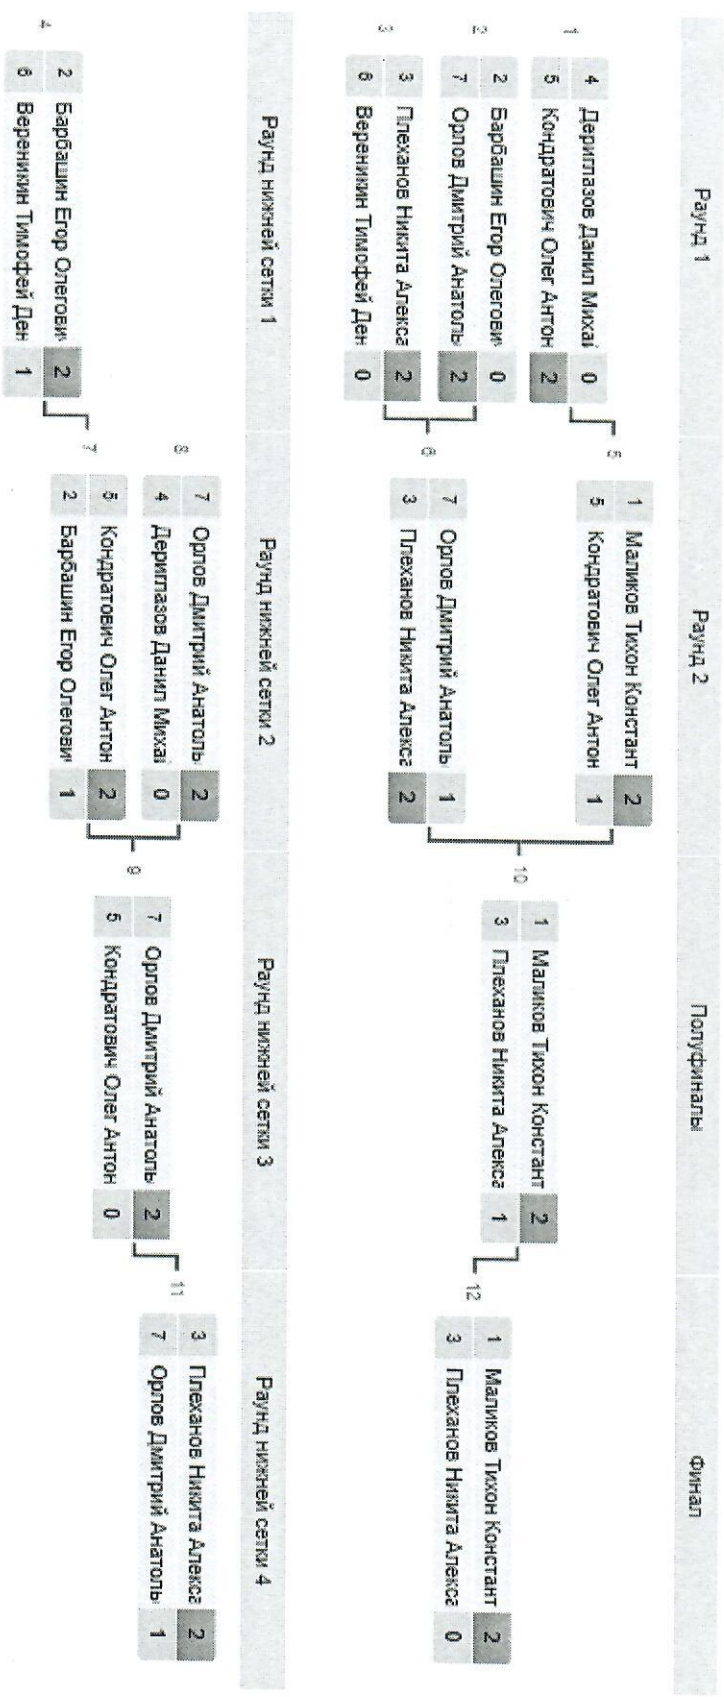 Раунд 1
Раунд 2
Полуфиналы
Финал
1
4 Дериглазов Данил Михаі 0
5 Кондратович Олег Антон 2
2
2 Барбашин Егор Олегович 0
7 Орлов Дмитрий Анатоль 2
3
3 Плеханов Никита Алекса 2
6 Вереникин Тимофей Ден 0
5
1 Маликов Тихон Констант 2
5 Кондратович Олег Антон 1
6
7 Орлов Дмитрий Анатоль 1
3 Плеханов Никита Алекса 2
10
1 Маликов Тихон Констант 2
3 Плеханов Никита Алекса 1
12
1 Маликов Тихон Констант 2
3 Плеханов Никита Алекса 0
Раунд нижней сетки 1
Раунд нижней сетки 2
Раунд нижней сетки 3
Раунд нижней сетки 4
4
2 Барбашин Егор Олегович 2
6 Вереникин Тимофей Ден 1
8
7 Орлов Дмитрий Анатоль 2
4 Дериглазов Данил Михаі 0
7
5 Кондратович Олег Антон 2
2 Барбашин Егор Олегович 1
9
7 Орлов Дмитрий Анатоль 2
5 Кондратович Олег Антон 0
11
3 Плеханов Никита Алекса 2
7 Орлов Дмитрий Анатоль 1